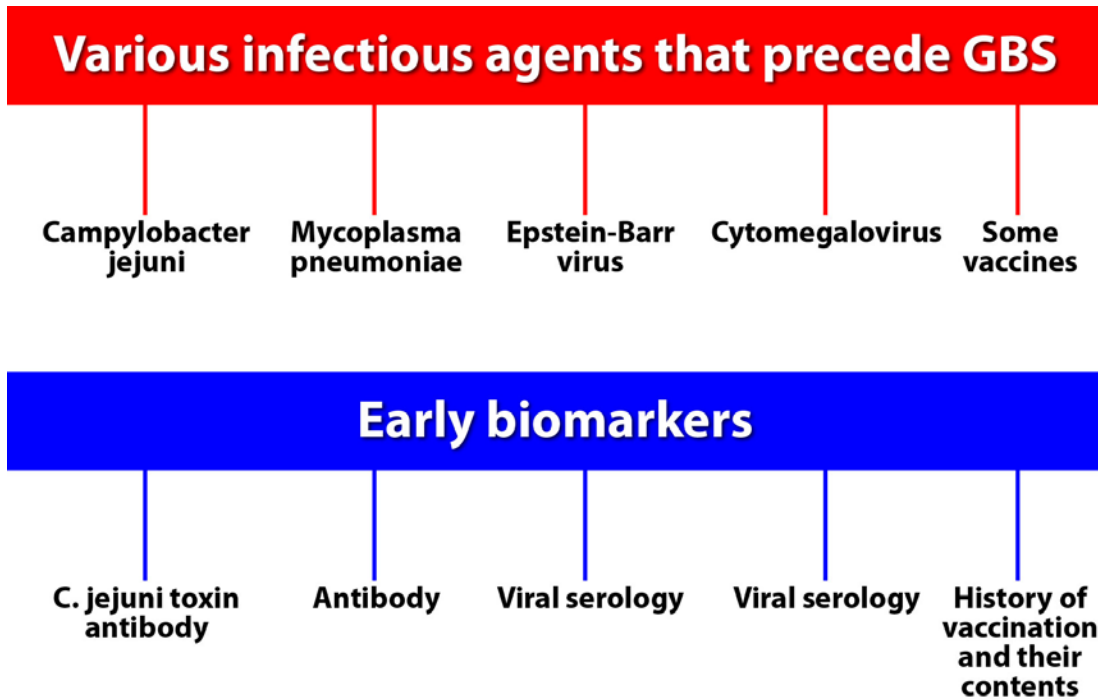 Various infectious agents that precede GBS
Campylobacter
jejuni
Mycoplasma
pneumoniae
Epstein-Barr
virus
Cytomegalovirus
Some
vaccines
Early biomarkers
C. jejuni toxin
antibody
Antibody
Viral serology
Viral serology
History of
vaccination
and their
contents